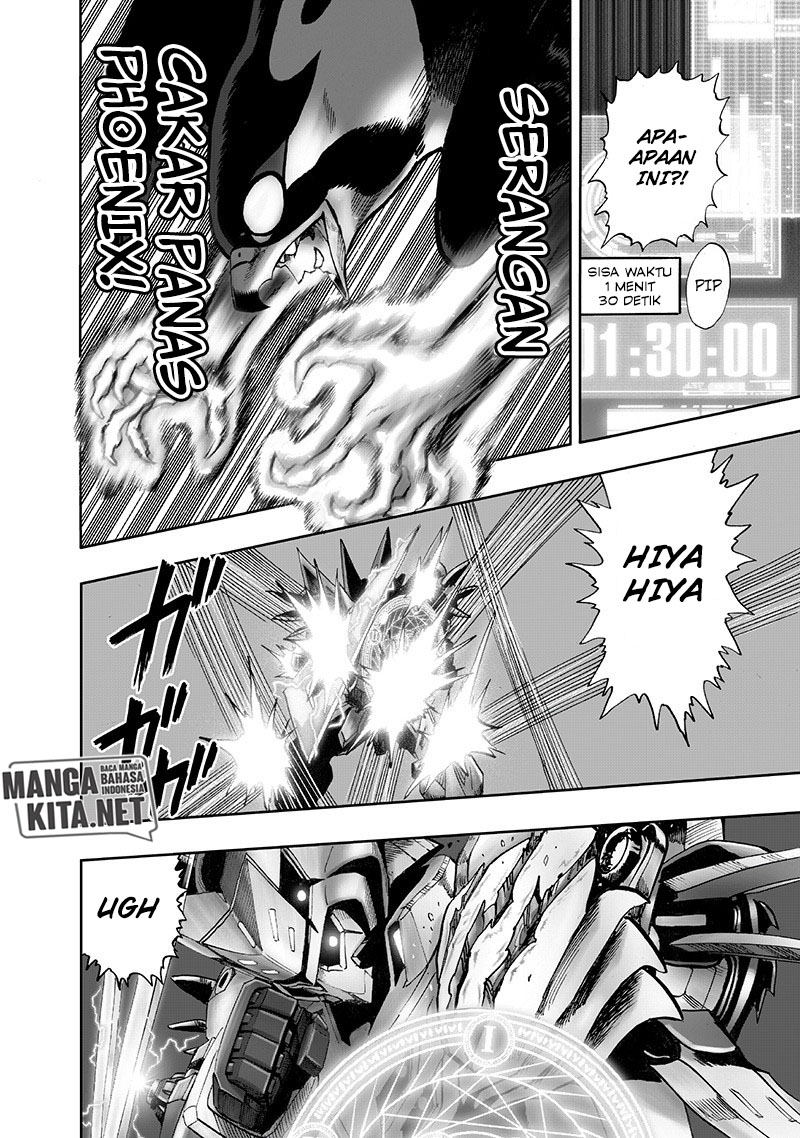 APA-
APAAN
INI?!
SISA WAKTU
1 MENIT
30 DETIK
PIP
01:30:00
SERANGAN
CAKAR PANAS
PHOENIX!
HIYA
HIYA
ガ
ガ
ガ
MANGA
KITA.NET
BACA MANGA
BAHASA
INDONESIA
UGH
I